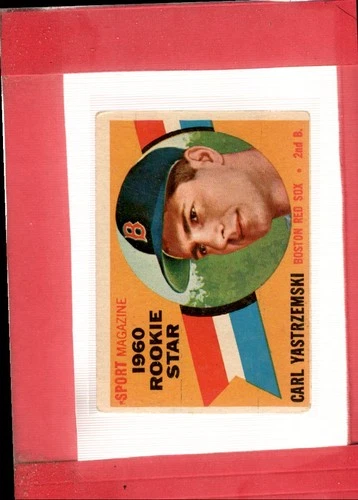 SPORT MAGAZINE
1960
ROOKIE
STAR
B
CARL YASTRZEMSKI
BOSTON RED SOX • 2nd B.